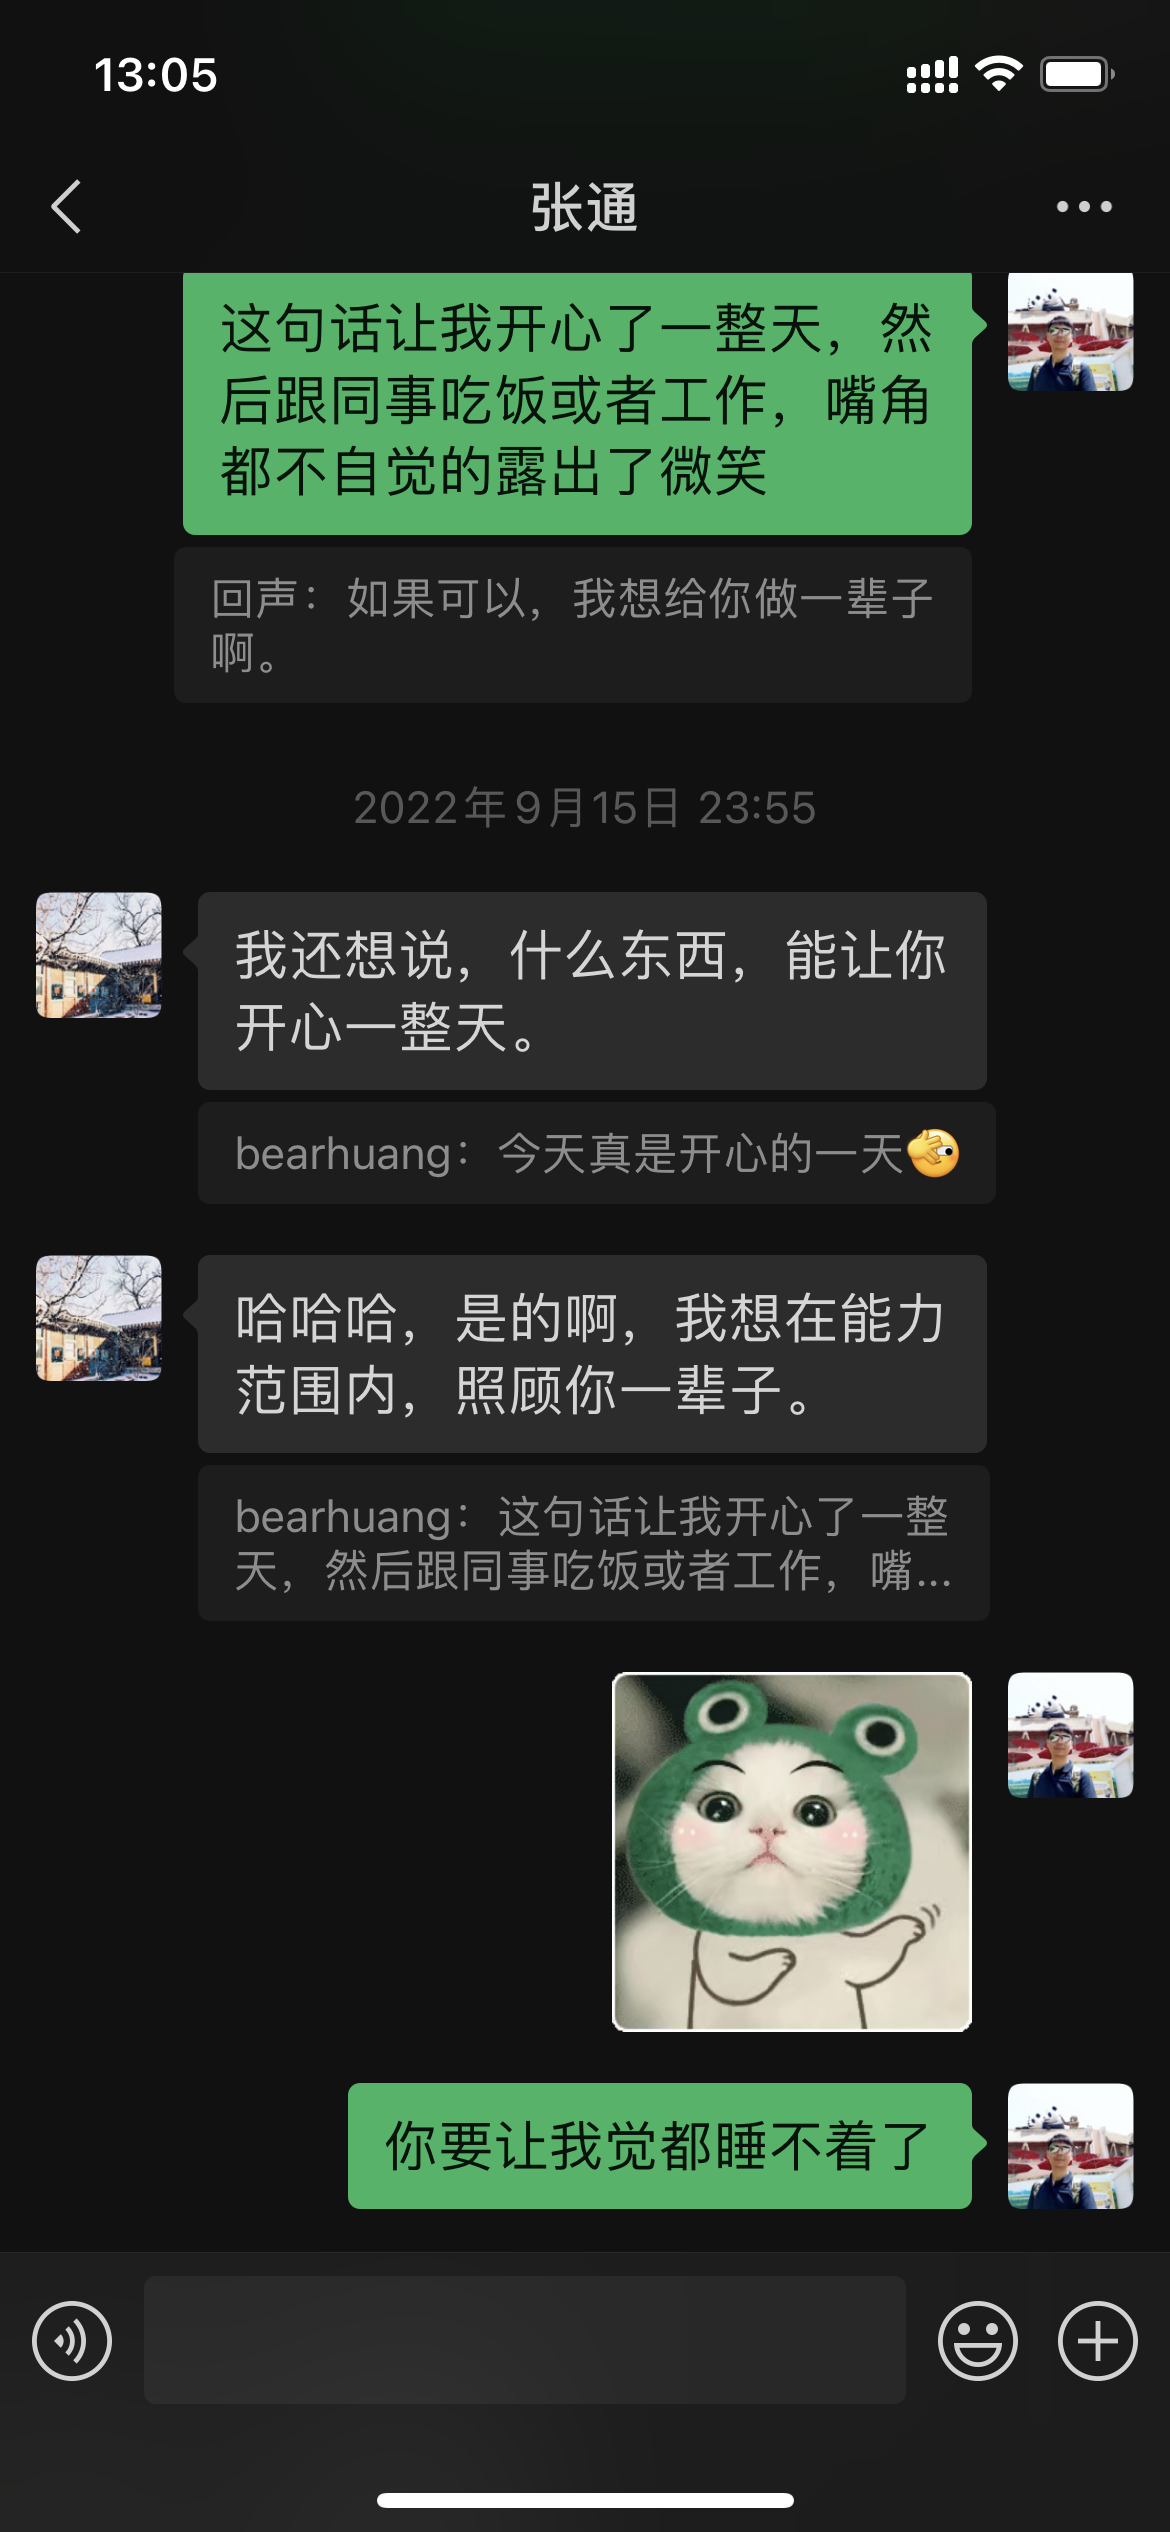 13:05
张通
这句话让我开心了一整天，然
后跟同事吃饭或者工作，嘴角
都不自觉的露出了微笑
回声：如果可以，我想给你做一辈子
啊。
2022年9月15日 23:55
我还想说，什么东西，能让你
开心一整天。
bearhuang：今天真是开心的一天
哈哈哈，是的啊，我想在能力
范围内，照顾你一辈子。
bearhuang：这句话让我开心了一整
天，然后跟同事吃饭或者工作，嘴...
你要让我觉都睡不着了